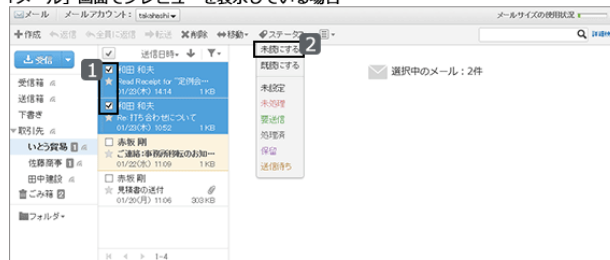 「メール」画面でプレビューを表示している場合
メール メールアカウント: takahashi メールサイズの使用状況
作成 返信 全員に返信 転送 削除 移動 ステータス
未読にする 2
既読にする
未設定
未処理
要返信
処理済
保留
送信待ち
受信
受信箱
送信箱
下書き
取引先
いとう貿易 1
佐藤商事 1
田中建設
ごみ箱 2
フォルダ
送信日時
1
和田 和夫
Read Receipt for "定例会…
01/23(木) 14:14 1 KB
和田 和夫
Re: 打ち合わせについて
01/23(木) 10:52 1 KB
赤坂 剛
ご連絡:事務所移転のお知…
01/22(水) 11:09 1 KB
赤坂 剛
見積書の送付
01/20(月) 11:06 303 KB
1-4
選択中のメール : 2件